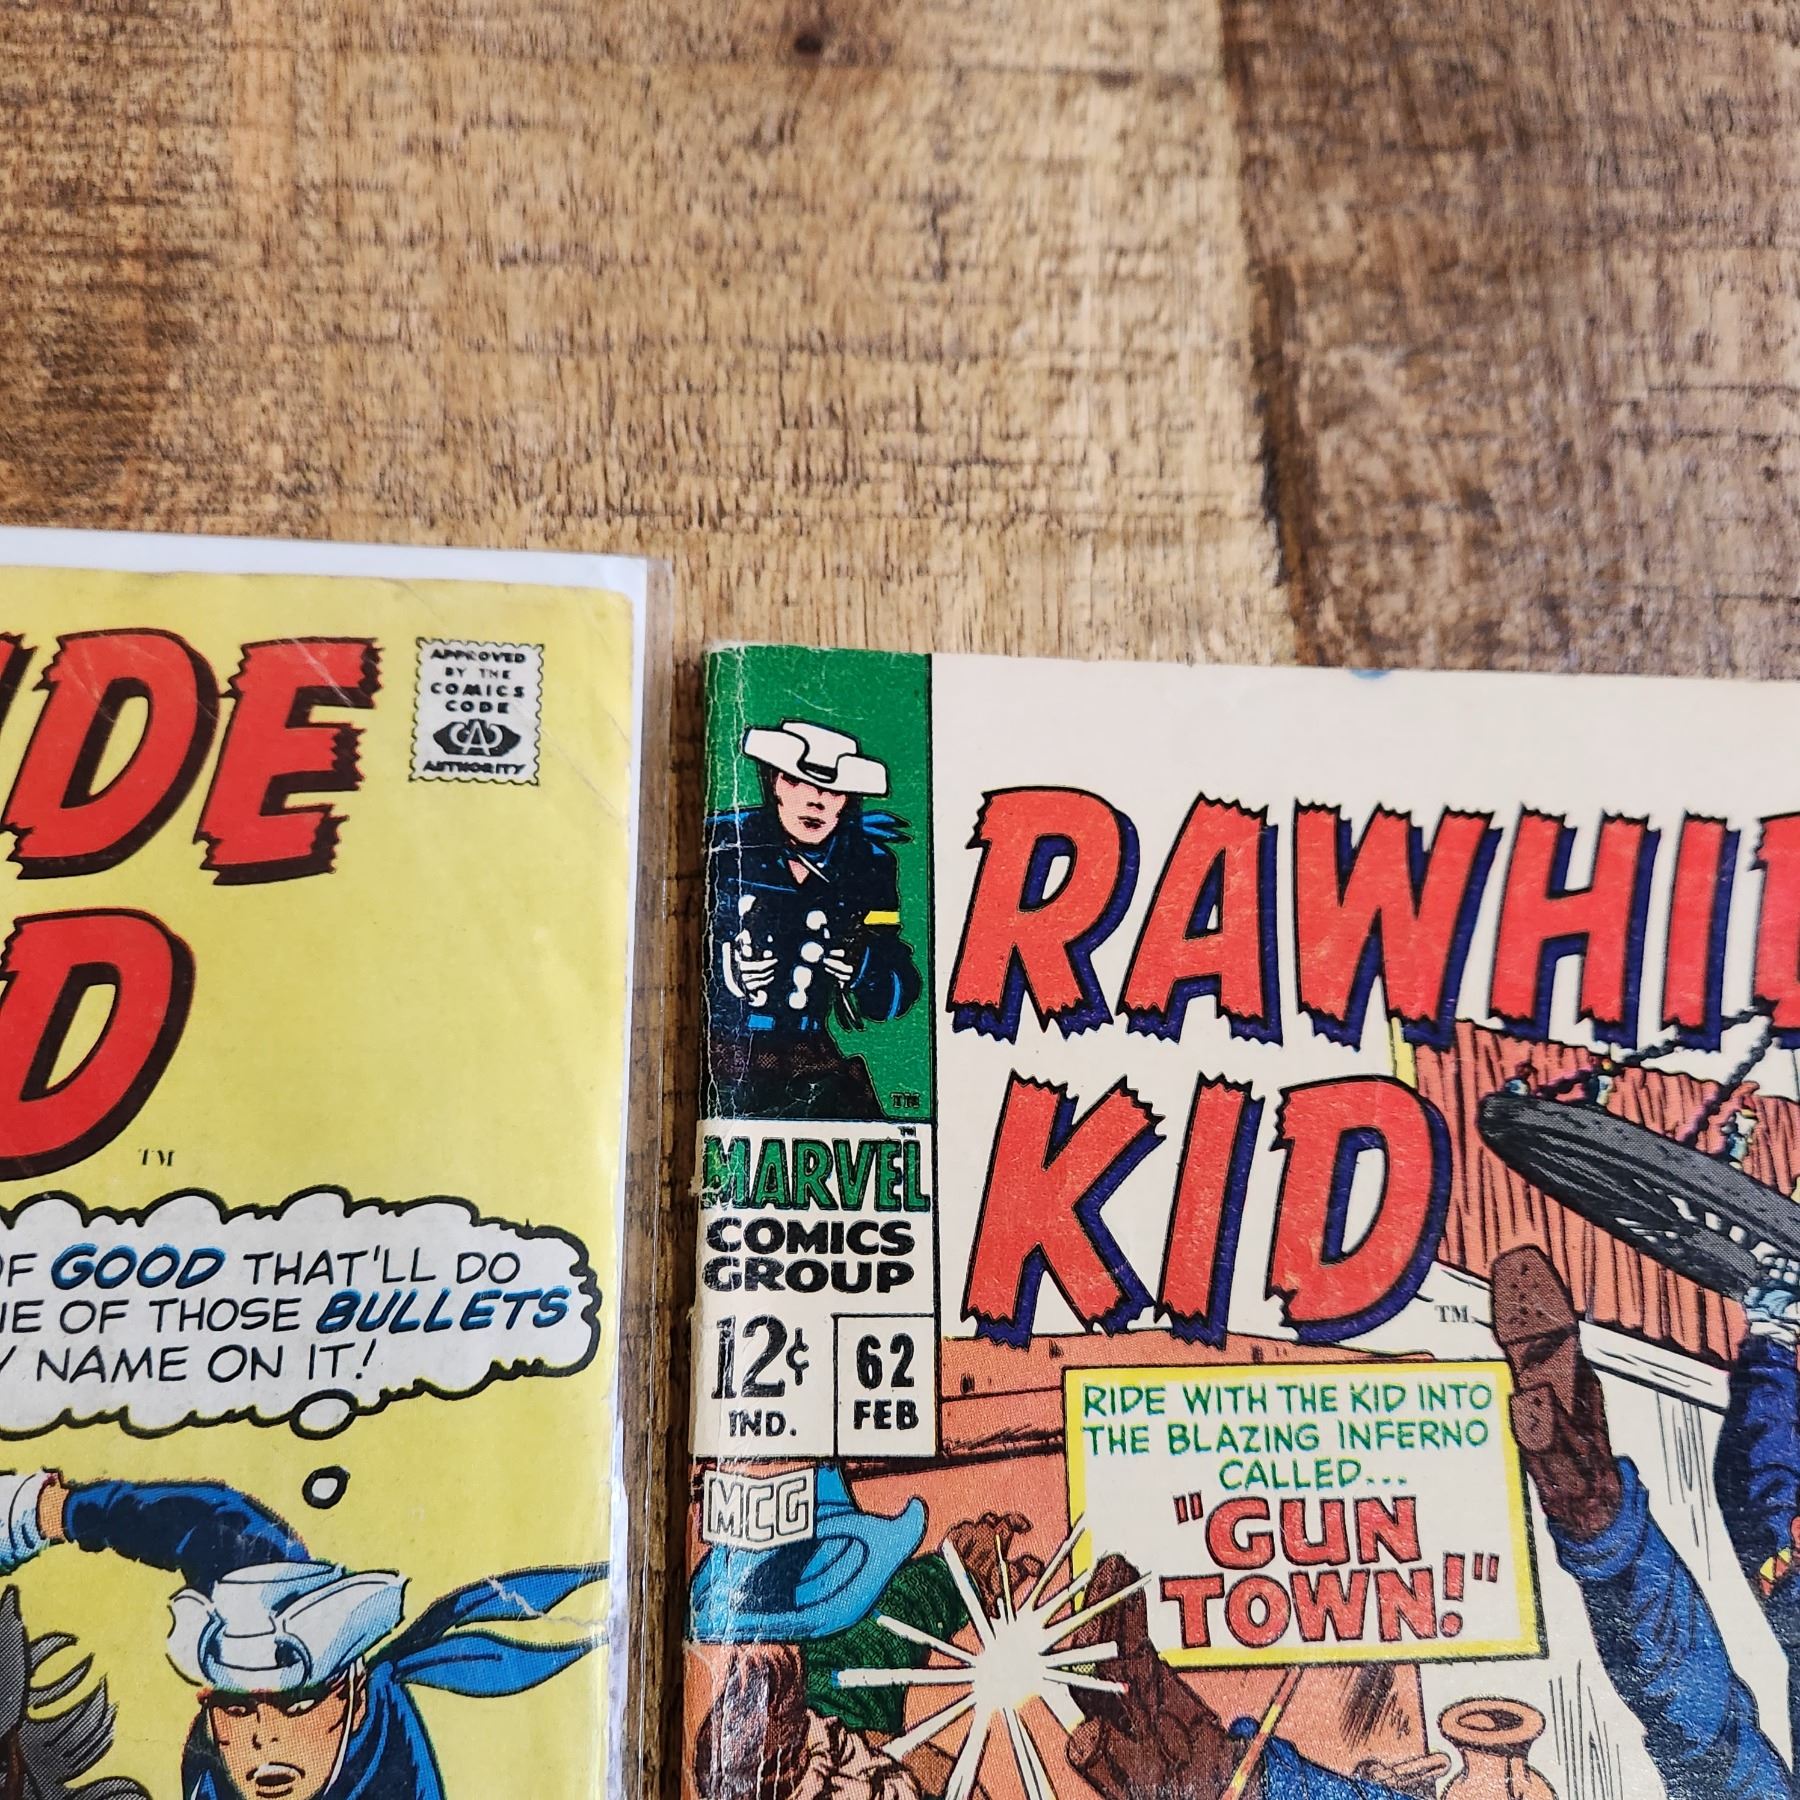 IDE
APPROVED
BY THE
COMICS
CODE
CA
AUTHORITY
D
TM
OF GOOD THAT'LL DO
NE OF THOSE BULLETS
Y NAME ON IT!
TM
MARVEL
COMICS
GROUP
12¢
IND.
62
FEB
MCG
RAWHID
KID
TM.
RIDE WITH THE KID INTO
THE BLAZING INFERNO
CALLED...
"GUN
TOWN!"